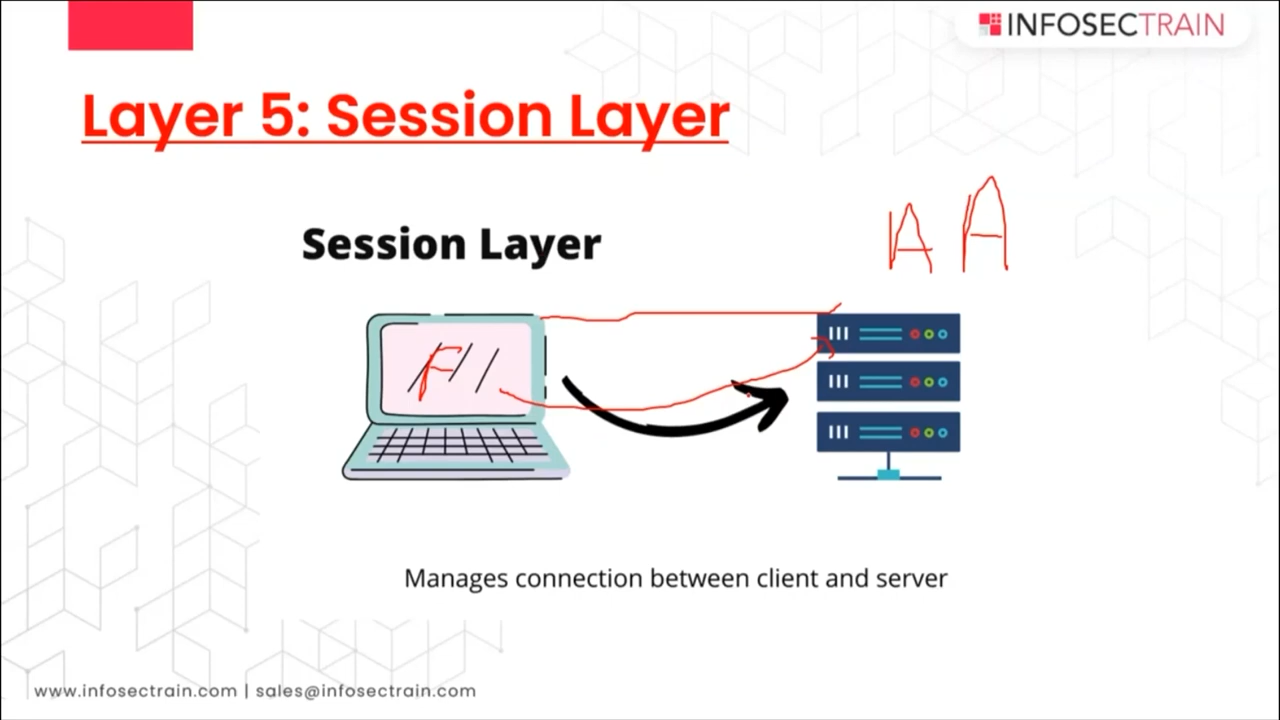 INFOSECTRAIN
Layer 5: Session Layer
A A
Session Layer
F
Manages connection between client and server
www.infosectrain.com | sales@infosectrain.com